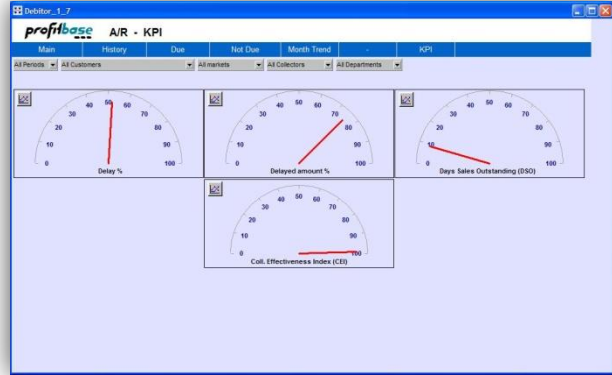 Debitor_1_7
profitbase A/R - KPI
Main History Due Not Due Month Trend - KPI
All Periods All Customers All markets All Collectors All Departments
0 10 20 30 40 50 60 70 80 90 100
Delay %
0 10 20 30 40 50 60 70 80 90 100
Delayed amount %
0 10 20 30 40 50 60 70 80 90 100
Days Sales Outstanding (DSO)
0 10 20 30 40 50 60 70 80 90 100
Coll. Effectiveness Index (CEI)